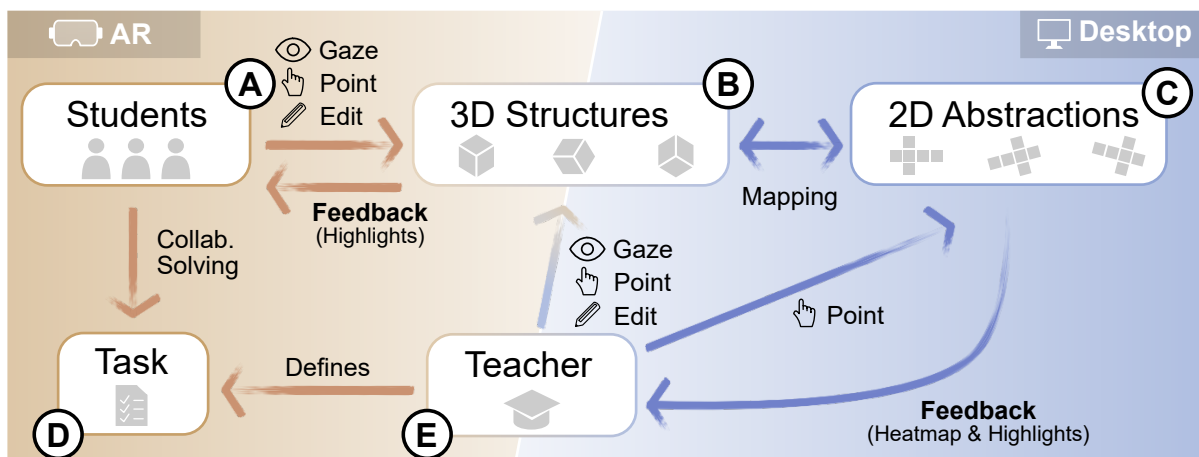 AR
Desktop
A
Students
Gaze
Point
Edit
B
3D Structures
C
2D Abstractions
Feedback
(Highlights)
Mapping
Collab.
Solving
Gaze
Point
Edit
Point
D
Task
Defines
E
Teacher
Feedback
(Heatmap & Highlights)